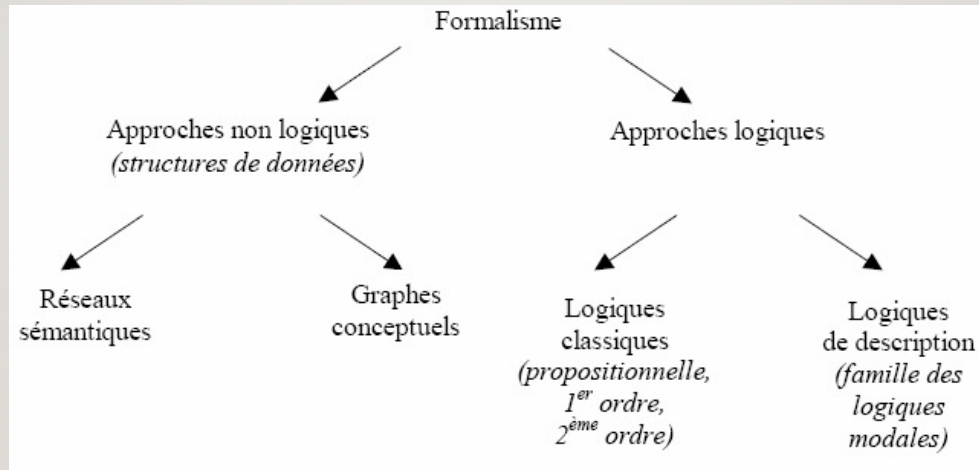 Formalisme
Approches non logiques
(structures de données)
Approches logiques
Réseaux
sémantiques
Graphes
conceptuels
Logiques
classiques
(propositionnelle,
1er ordre,
2ème ordre)
Logiques
de description
(famille des
logiques
modales)